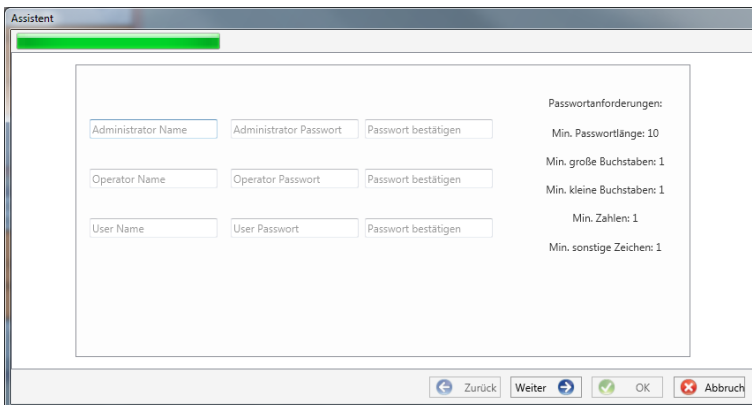 Assistent
Passwortanforderungen:
Administrator Name Administrator Passwort Passwort bestätigen
Min. Passwortlänge: 10
Min. große Buchstaben: 1
Operator Name Operator Passwort Passwort bestätigen
Min. kleine Buchstaben: 1
Min. Zahlen: 1
User Name User Passwort Passwort bestätigen
Min. sonstige Zeichen: 1
Zurück Weiter OK Abbruch